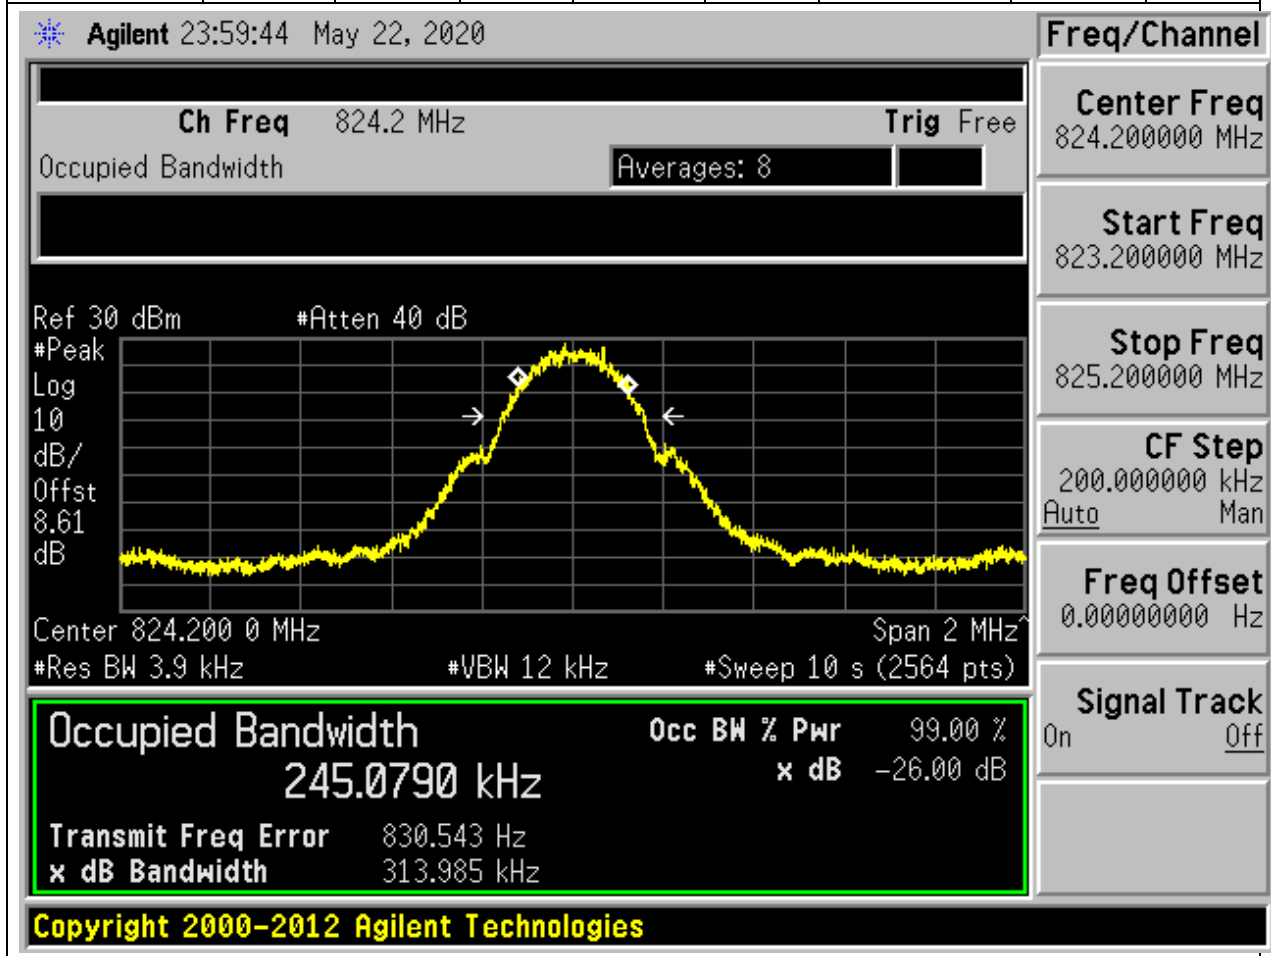 Agilent 23:59:44 May 22, 2020
Freq/Channel
Ch Freq 824.2 MHz Trig Free
Occupied Bandwidth Averages: 8
Center Freq
824.200000 MHz
Start Freq
823.200000 MHz
Stop Freq
825.200000 MHz
CF Step
200.000000 kHz
Auto Man
Freq Offset
0.00000000 Hz
Signal Track
On Off
Ref 30 dBm #Atten 40 dB
#Peak
Log
10
dB/
Offst
8.61
dB
Center 824.200 0 MHz Span 2 MHz^
#Res BW 3.9 kHz #VBW 12 kHz #Sweep 10 s (2564 pts)
Occupied Bandwidth Occ BW % Pwr 99.00 %
245.0790 kHz x dB -26.00 dB
Transmit Freq Error 830.543 Hz
x dB Bandwidth 313.985 kHz
Copyright 2000-2012 Agilent Technologies